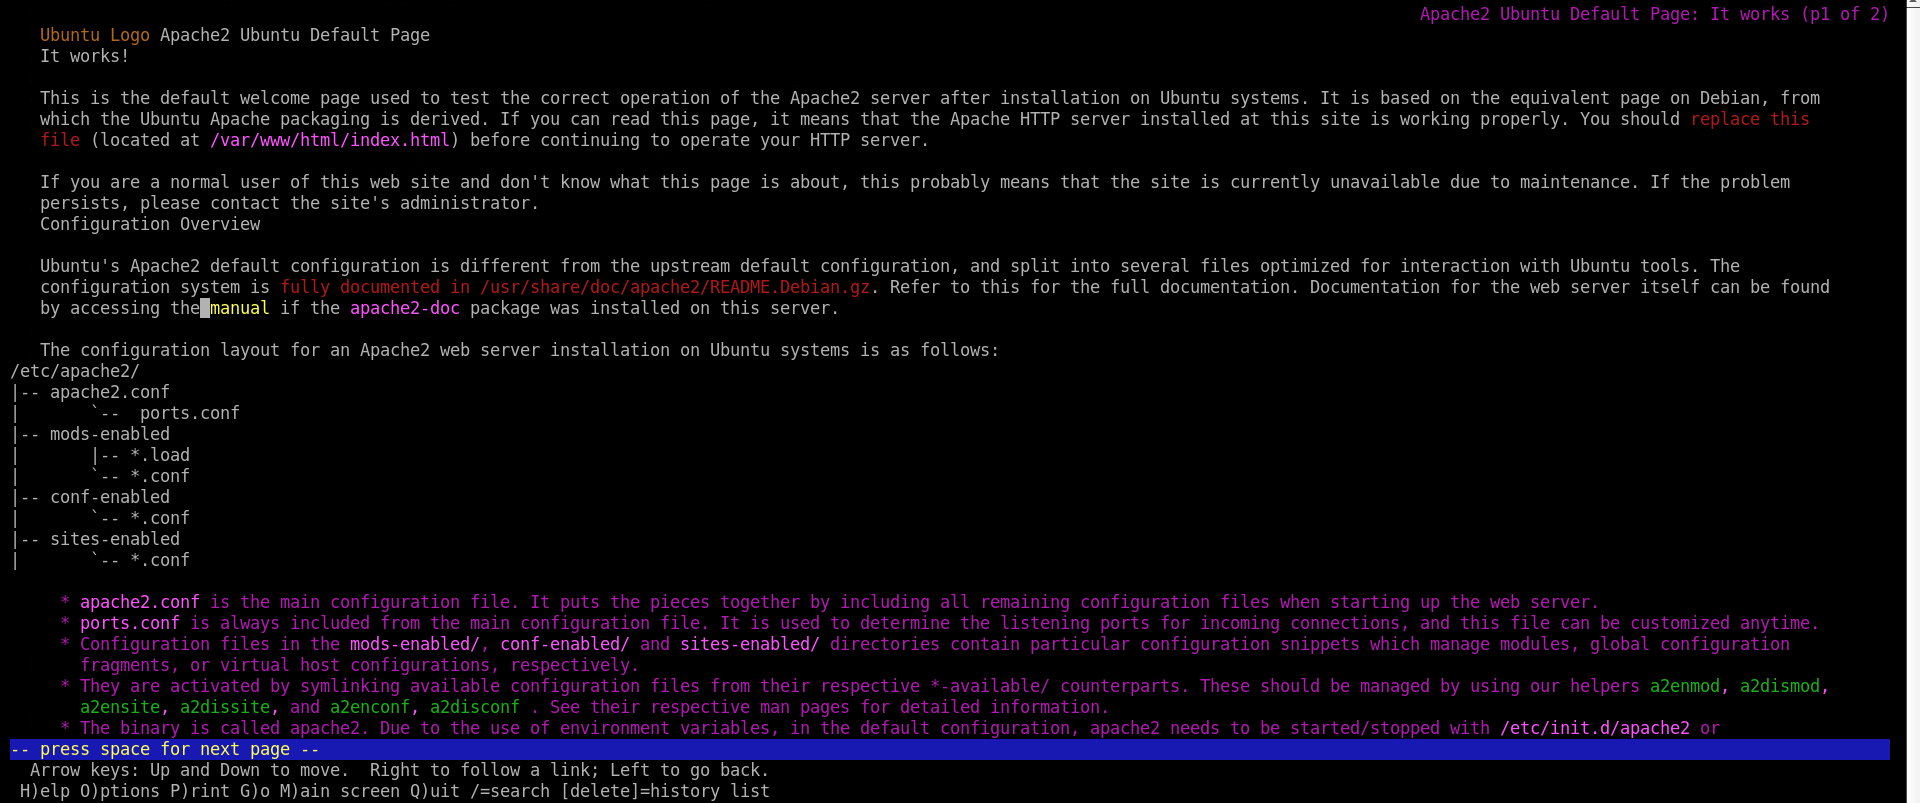 Apache2 Ubuntu Default Page: It works (p1 of 2)
Ubuntu Logo Apache2 Ubuntu Default Page
It works!
This is the default welcome page used to test the correct operation of the Apache2 server after installation on Ubuntu systems. It is based on the equivalent page on Debian, from
which the Ubuntu Apache packaging is derived. If you can read this page, it means that the Apache HTTP server installed at this site is working properly. You should replace this
file (located at /var/www/html/index.html) before continuing to operate your HTTP server.
If you are a normal user of this web site and don't know what this page is about, this probably means that the site is currently unavailable due to maintenance. If the problem
persists, please contact the site's administrator.
Configuration Overview
Ubuntu's Apache2 default configuration is different from the upstream default configuration, and split into several files optimized for interaction with Ubuntu tools. The
configuration system is fully documented in /usr/share/doc/apache2/README.Debian.gz. Refer to this for the full documentation. Documentation for the web server itself can be found
by accessing the manual if the apache2-doc package was installed on this server.
The configuration layout for an Apache2 web server installation on Ubuntu systems is as follows:
/etc/apache2/
|-- apache2.conf
|       `--  ports.conf
|-- mods-enabled
|       |-- *.load
|       `-- *.conf
|-- conf-enabled
|       `-- *.conf
|-- sites-enabled
|       `-- *.conf
* apache2.conf is the main configuration file. It puts the pieces together by including all remaining configuration files when starting up the web server.
* ports.conf is always included from the main configuration file. It is used to determine the listening ports for incoming connections, and this file can be customized anytime.
* Configuration files in the mods-enabled/, conf-enabled/ and sites-enabled/ directories contain particular configuration snippets which manage modules, global configuration
fragments, or virtual host configurations, respectively.
* They are activated by symlinking available configuration files from their respective *-available/ counterparts. These should be managed by using our helpers a2enmod, a2dismod,
a2ensite, a2dissite, and a2enconf, a2disconf . See their respective man pages for detailed information.
* The binary is called apache2. Due to the use of environment variables, in the default configuration, apache2 needs to be started/stopped with /etc/init.d/apache2 or
-- press space for next page --
Arrow keys: Up and Down to move.  Right to follow a link; Left to go back.
H)elp O)ptions P)rint G)o M)ain screen Q)uit /=search [delete]=history list